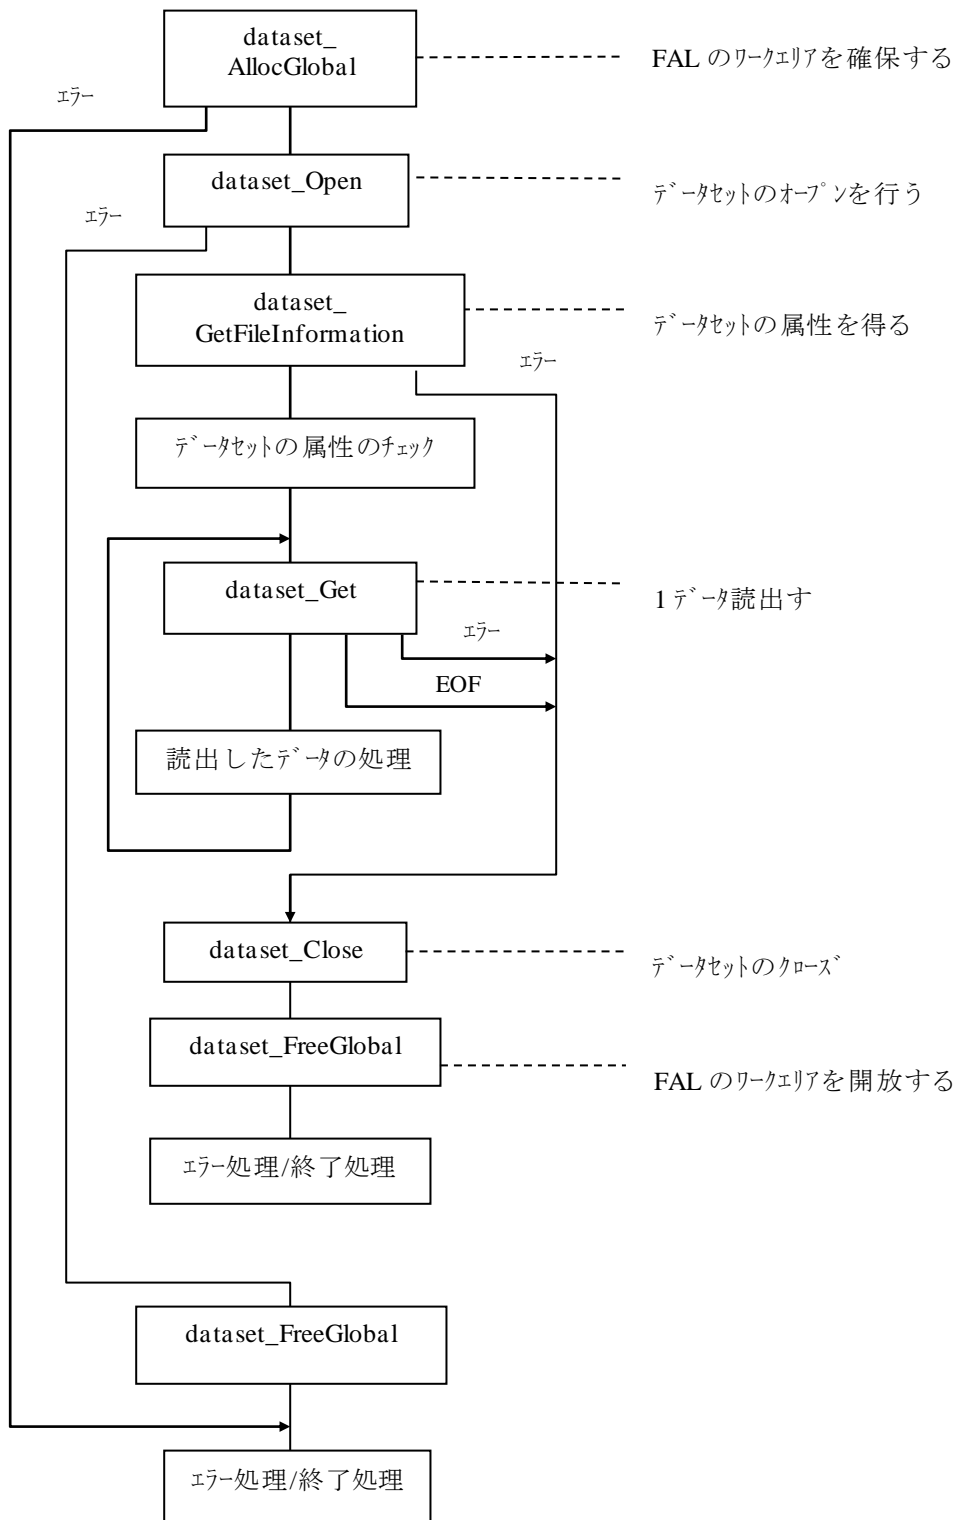 dataset_
AllocGlobal
FAL のﾜｰｸｴﾘｱを確保する
ｴﾗｰ
dataset_Open
ﾃﾞｰﾀｾｯﾄのｵｰﾌﾟﾝを行う
ｴﾗｰ
dataset_
GetFileInformation
ﾃﾞｰﾀｾｯﾄの属性を得る
ｴﾗｰ
ﾃﾞｰﾀｾｯﾄの属性のﾁｪｯｸ
dataset_Get
1 ﾃﾞｰﾀ読出す
ｴﾗｰ
EOF
読出したﾃﾞｰﾀの処理
dataset_Close
ﾃﾞｰﾀｾｯﾄのｸﾛｰｽﾞ
dataset_FreeGlobal
FAL のﾜｰｸｴﾘｱを開放する
ｴﾗｰ処理/終了処理
dataset_FreeGlobal
ｴﾗｰ処理/終了処理